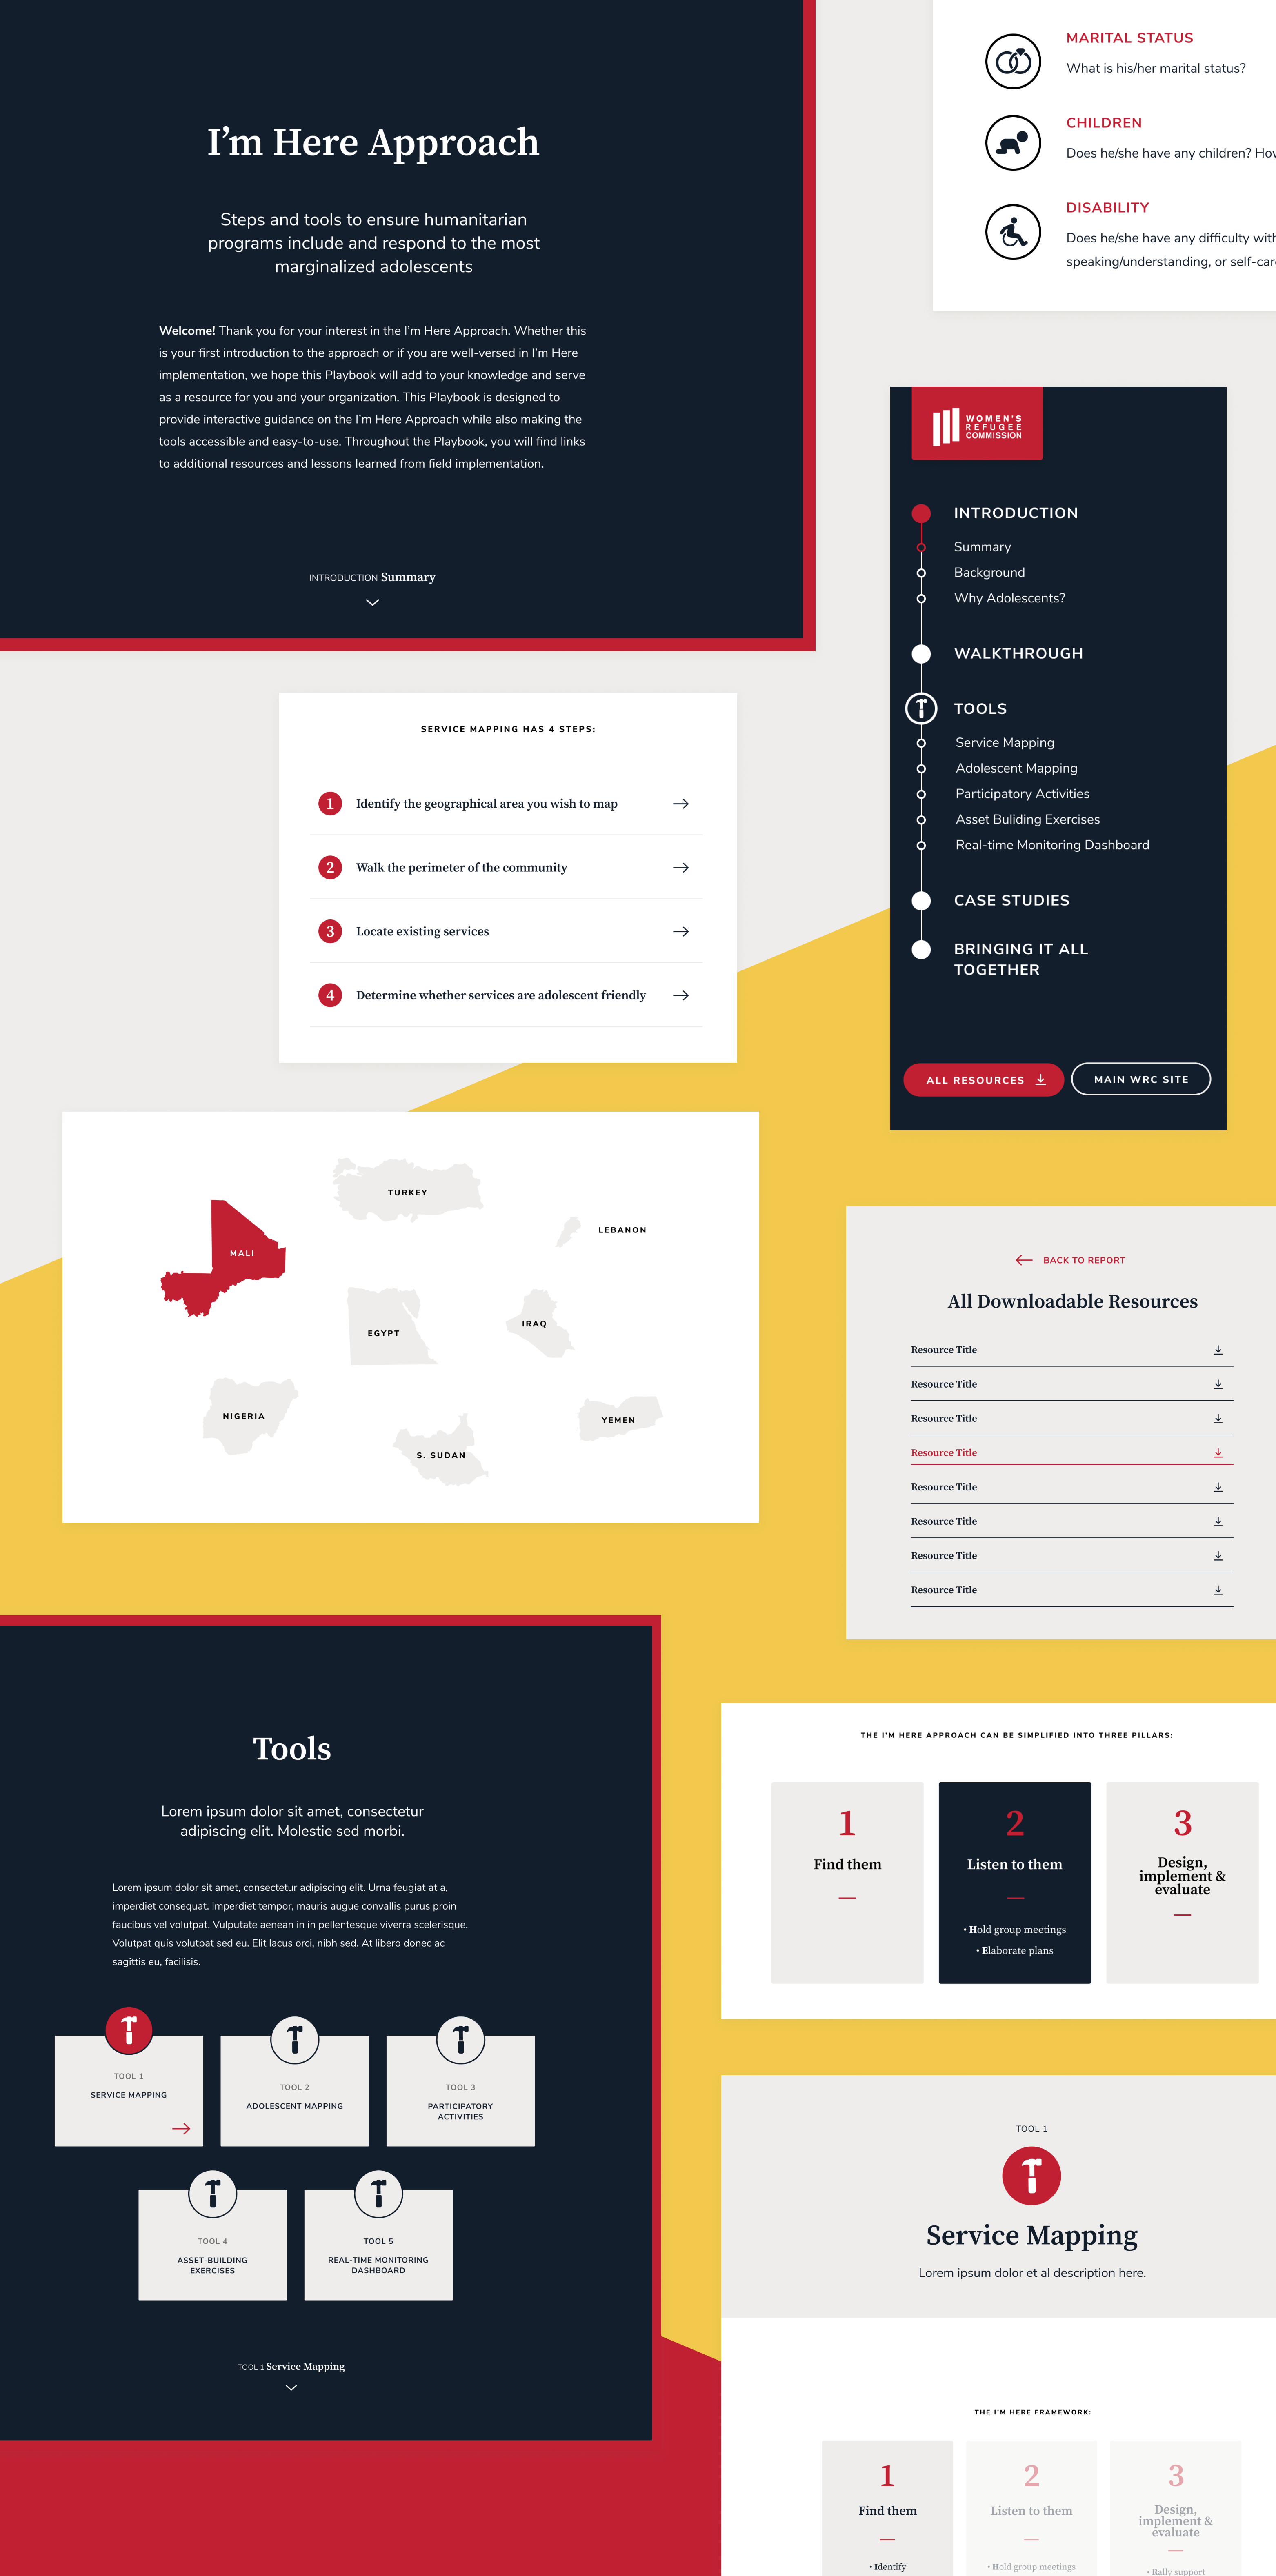 I'm Here Approach
Steps and tools to ensure humanitarian
programs include and respond to the most
marginalized adolescents
Welcome! Thank you for your interest in the I'm Here Approach. Whether this
is your first introduction to the approach or if you are well-versed in I'm Here
implementation, we hope this Playbook will add to your knowledge and serve
as a resource for you and your organization. This Playbook is designed to
provide interactive guidance on the I'm Here Approach while also making the
tools accessible and easy-to-use. Throughout the Playbook, you will find links
to additional resources and lessons learned from field implementation.
INTRODUCTION Summary
MARITAL STATUS
What is his/her marital status?
CHILDREN
Does he/she have any children? How
DISABILITY
Does he/she have any difficulty with
speaking/understanding, or self-care
WOMEN'S
REFUGEE
COMMISSION
INTRODUCTION
Summary
Background
Why Adolescents?
WALKTHROUGH
TOOLS
Service Mapping
Adolescent Mapping
Participatory Activities
Asset Buliding Exercises
Real-time Monitoring Dashboard
CASE STUDIES
BRINGING IT ALL
TOGETHER
ALL RESOURCES
MAIN WRC SITE
SERVICE MAPPING HAS 4 STEPS:
1 Identify the geographical area you wish to map
2 Walk the perimeter of the community
3 Locate existing services
4 Determine whether services are adolescent friendly
TURKEY
LEBANON
MALI
IRAQ
EGYPT
NIGERIA
YEMEN
S. SUDAN
BACK TO REPORT
All Downloadable Resources
Resource Title
Resource Title
Resource Title
Resource Title
Resource Title
Resource Title
Resource Title
Resource Title
Tools
Lorem ipsum dolor sit amet, consectetur
adipiscing elit. Molestie sed morbi.
Lorem ipsum dolor sit amet, consectetur adipiscing elit. Urna feugiat at a,
imperdiet consequat. Imperdiet tempor, mauris augue convallis purus proin
faucibus vel volutpat. Vulputate aenean in in pellentesque viverra scelerisque.
Volutpat quis volutpat sed eu. Elit lacus orci, nibh sed. At libero donec ac
sagittis eu, facilisis.
TOOL 1
SERVICE MAPPING
TOOL 2
ADOLESCENT MAPPING
TOOL 3
PARTICIPATORY
ACTIVITIES
TOOL 4
ASSET-BUILDING
EXERCISES
TOOL 5
REAL-TIME MONITORING
DASHBOARD
TOOL 1 Service Mapping
THE I'M HERE APPROACH CAN BE SIMPLIFIED INTO THREE PILLARS:
1
Find them
2
Listen to them
• Hold group meetings
• Elaborate plans
3
Design,
implement &
evaluate
TOOL 1
Service Mapping
Lorem ipsum dolor et al description here.
THE I'M HERE FRAMEWORK:
1
Find them
• Identify
2
Listen to them
• Hold group meetings
3
Design,
implement &
evaluate
• Rally support